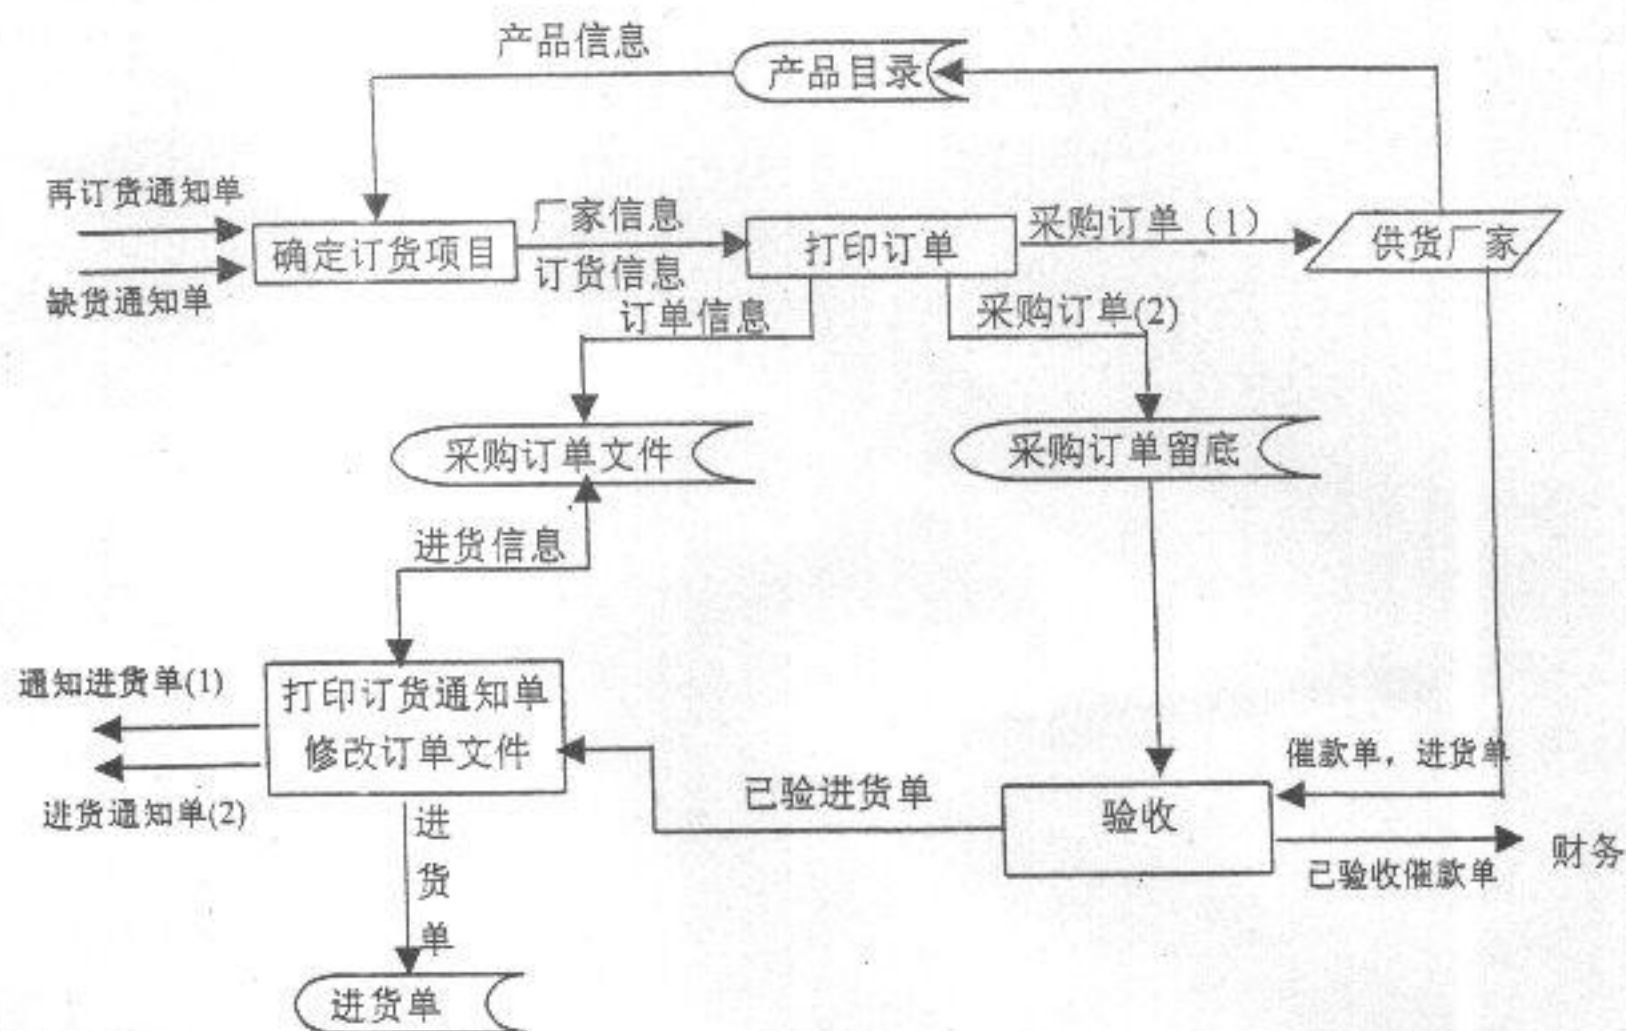 产品信息
产品目录
再订货通知单
缺货通知单
确定订货项目
厂家信息
订货信息
打印订单
采购订单（1）
供货厂家
订单信息
采购订单(2)
采购订单文件
采购订单留底
进货信息
通知进货单(1)
进货通知单(2)
打印订货通知单
修改订单文件
已验进货单
验收
催款单，进货单
已验收催款单
财务
进
货
单
进货单